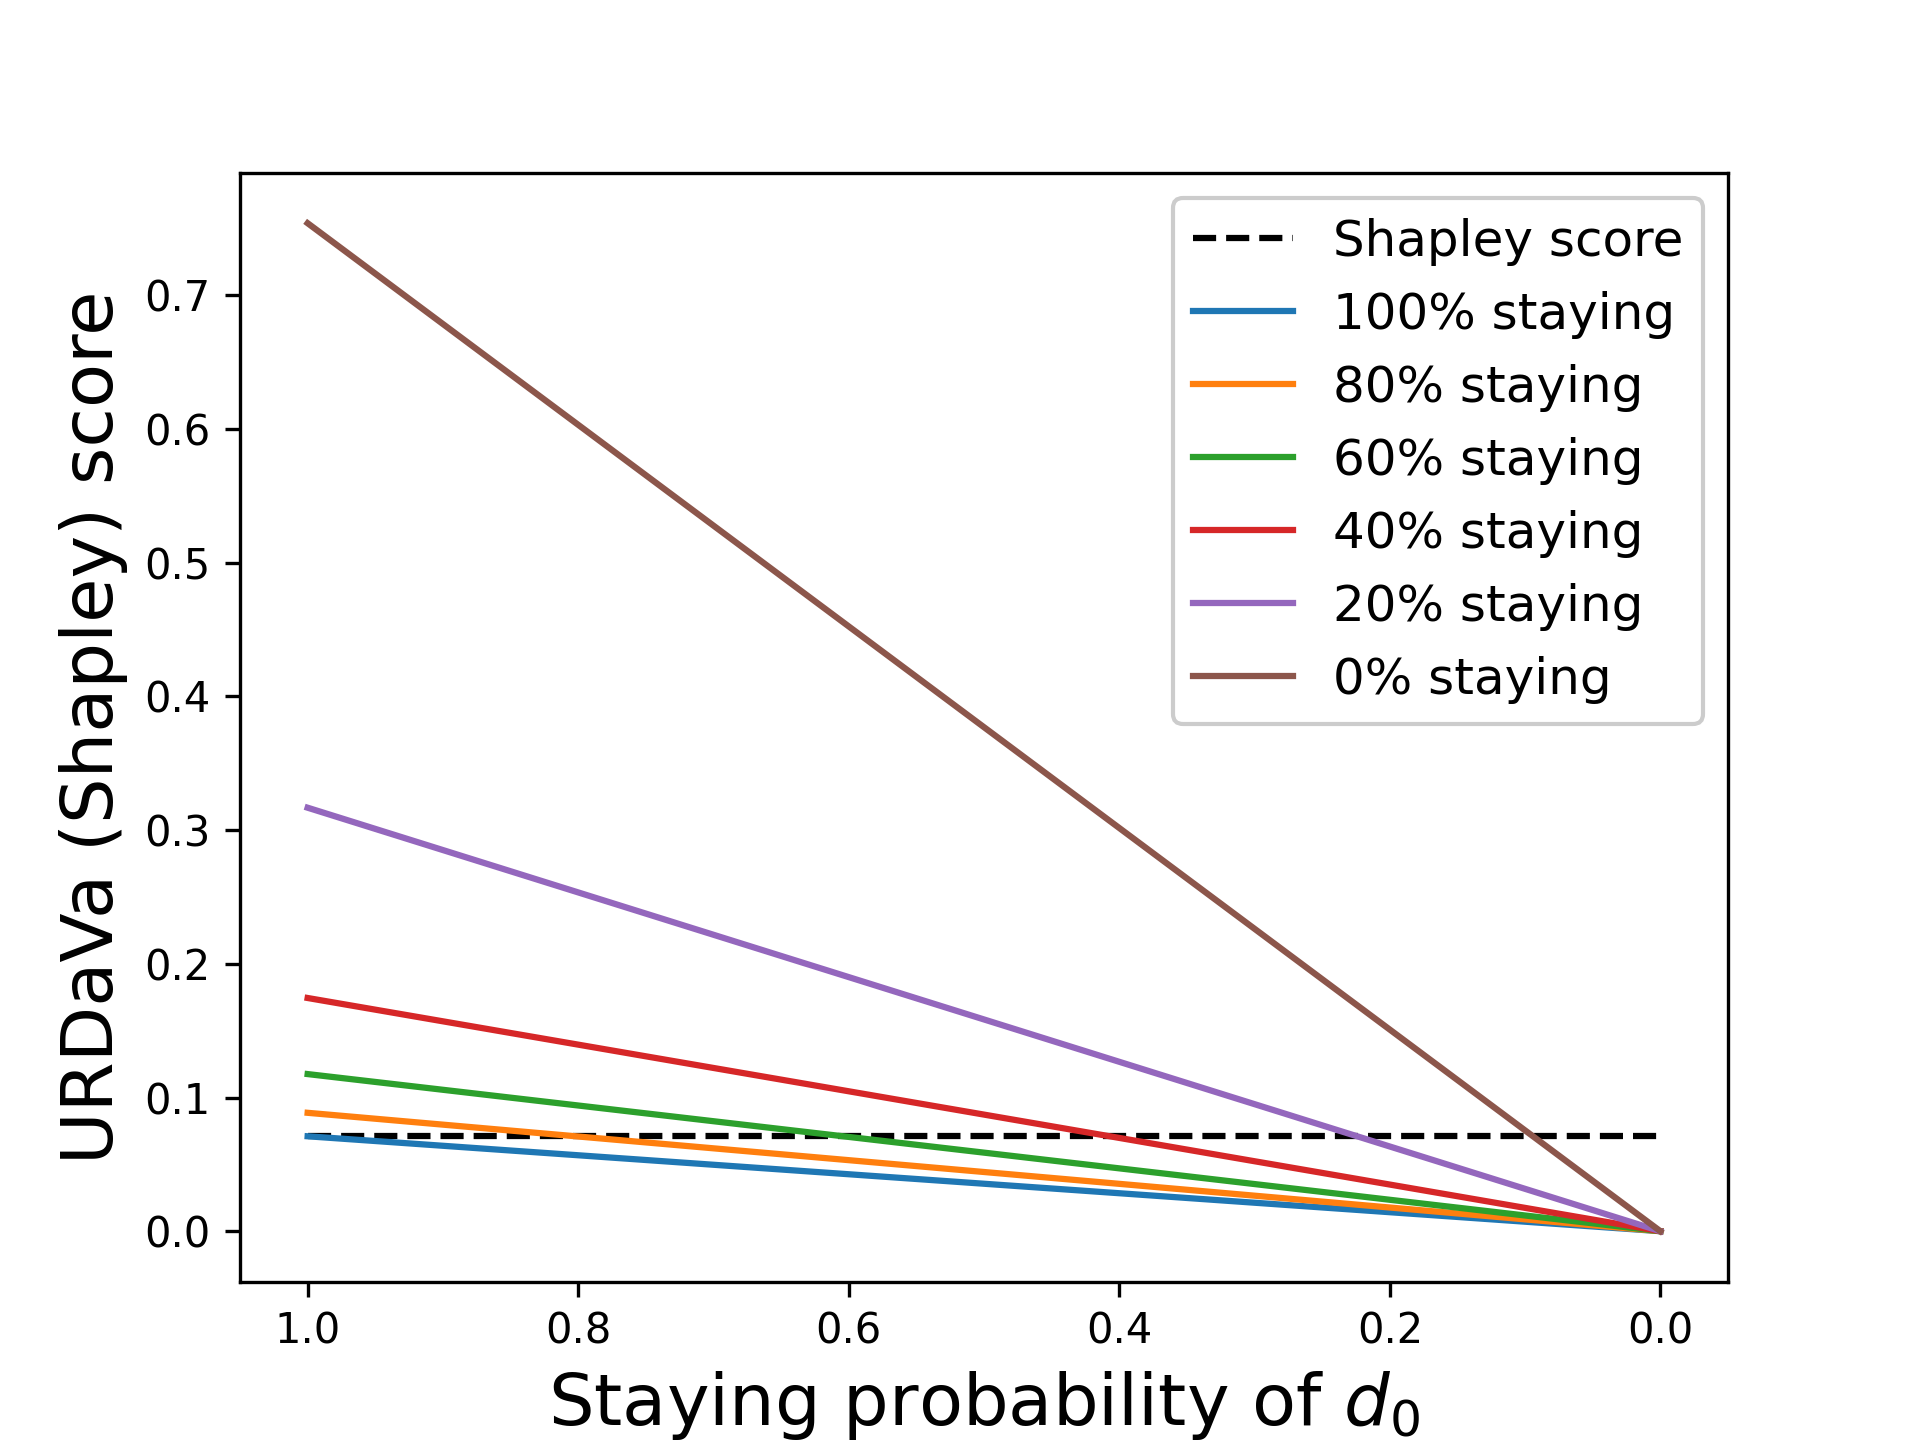 URDaVa (Shapley) score
0.7
0.6
0.5
0.4
0.3
0.2
0.1
0.0
Shapley score
100% staying
80% staying
60% staying
40% staying
20% staying
0% staying
1.0 0.8 0.6 0.4 0.2 0.0
Staying probability of d₀